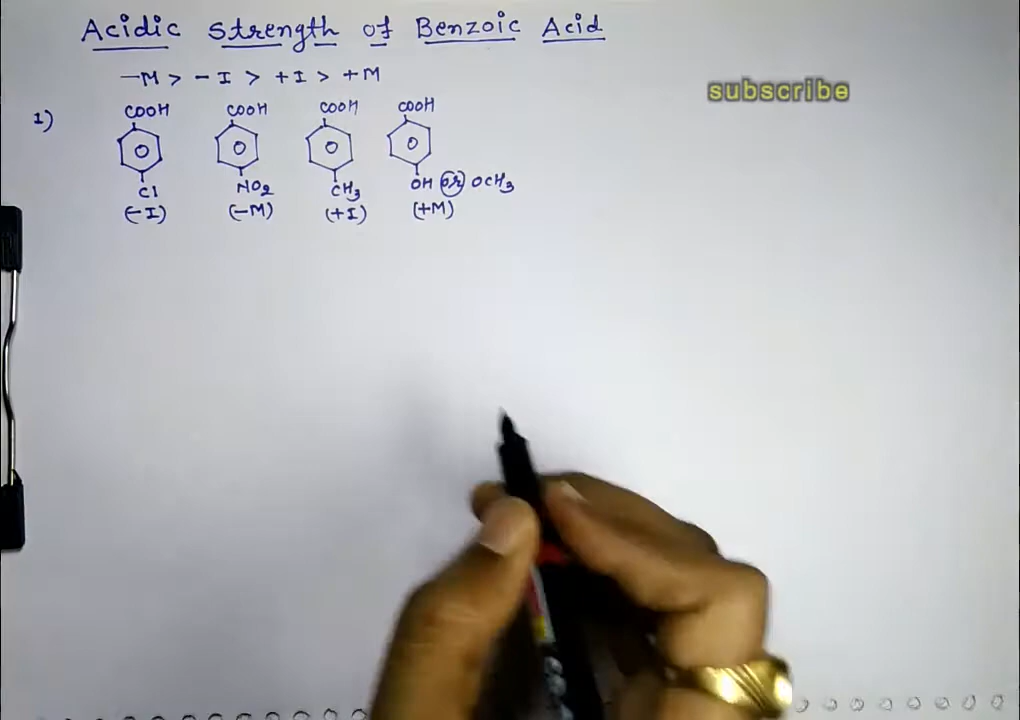 Acidic Strength of Benzoic Acid
-M > -I > +I > +M
subscribe
1) COOH COOH COOH COOH
Cl NO2 CH3 OH or OCH3
(-I) (-M) (+I) (+M)